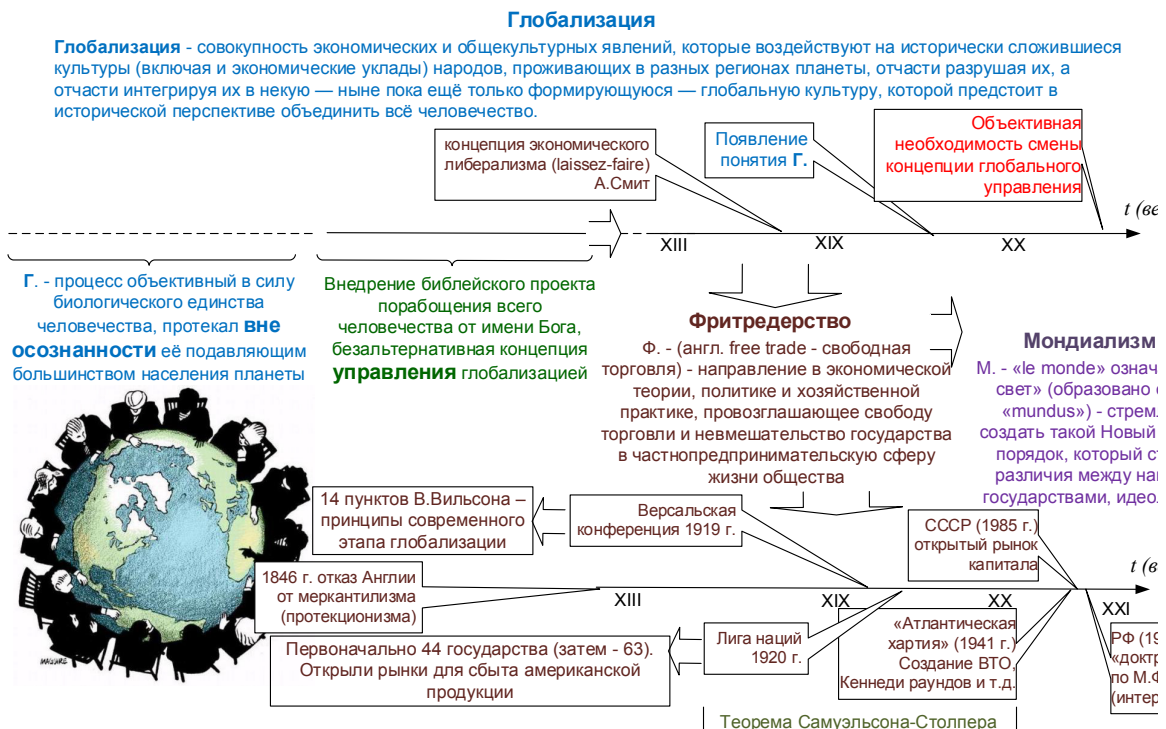 Глобализация
Глобализация - совокупность экономических и общекультурных явлений, которые воздействуют на исторически сложившиеся
культуры (включая и экономические уклады) народов, проживающих в разных регионах планеты, отчасти разрушая их, а
отчасти интегрируя их в некую — ныне пока ещё только формирующуюся — глобальную культуру, которой предстоит в
исторической перспективе объединить всё человечество.
концепция экономического
либерализма (laissez-faire)
А.Смит
Появление
понятия Г.
Объективная
необходимость смены
концепции глобального
управления
t (ве
XIII
XIX
XX
Г. - процесс объективный в силу
биологического единства
человечества, протекал вне
осознанности её подавляющим
большинством населения планеты
Внедрение библейского проекта
порабощения всего
человечества от имени Бога,
безальтернативная концепция
управления глобализацией
Фритредерство
Ф. - (англ. free trade - свободная
торговля) - направление в экономической
теории, политике и хозяйственной
практике, провозглашающее свободу
торговли и невмешательство государства
в частнопредпринимательскую сферу
жизни общества
Мондиализм
М. - «le monde» означа
свет» (образовано о
«mundus») - стремл
создать такой Новый
порядок, который ст
различия между на
государствами, идеол
14 пунктов В.Вильсона –
принципы современного
этапа глобализации
Версальская
конференция 1919 г.
СССР (1985 г.)
открытый рынок
капитала
t (в
1846 г. отказ Англии
от меркантилизма
(протекционизма)
XIII
XIX
XX
XXI
Первоначально 44 государства (затем - 63).
Открыли рынки для сбыта американской
продукции
Лига наций
1920 г.
«Атлантическая
хартия» (1941 г.)
Создание ВТО,
Кеннеди раундов и т.д.
РФ (19
«доктр
по М.Ф
(интер
Теорема Самуэльсона-Столпера